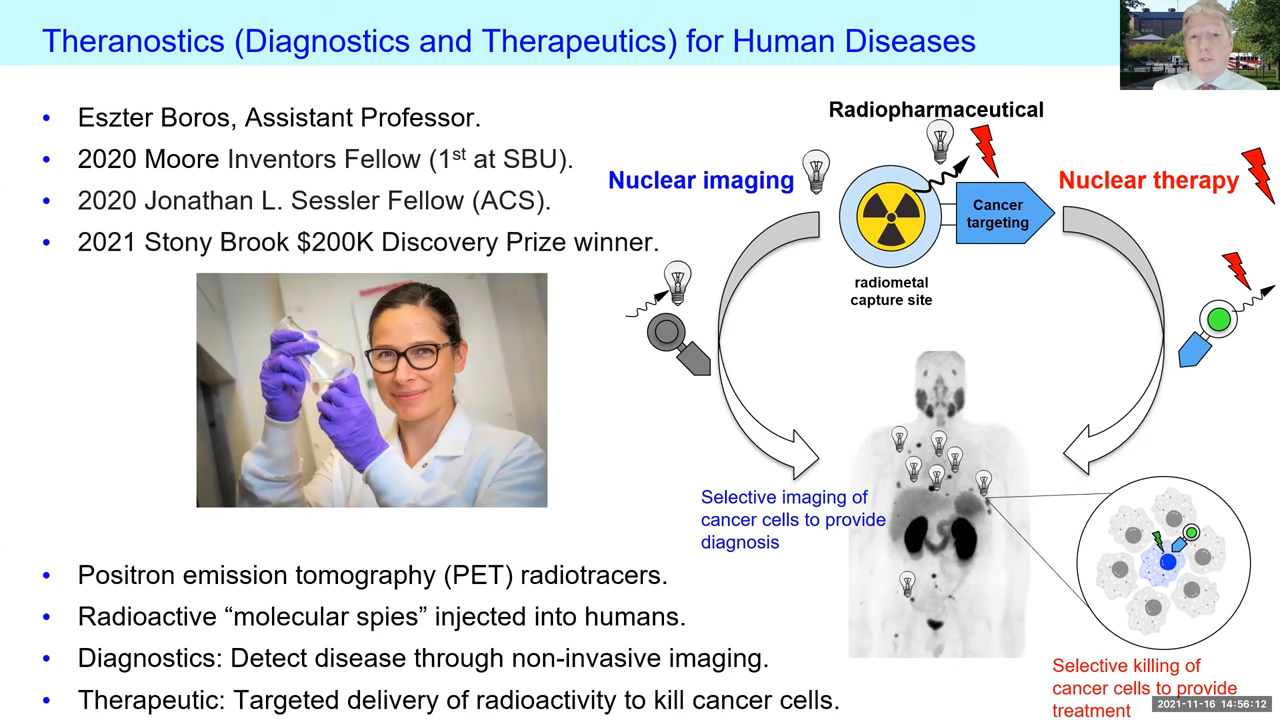 Theranostics (Diagnostics and Therapeutics) for Human Diseases
• Eszter Boros, Assistant Professor.
• 2020 Moore Inventors Fellow (1st at SBU).
• 2020 Jonathan L. Sessler Fellow (ACS).
• 2021 Stony Brook $200K Discovery Prize winner.
Radiopharmaceutical
Nuclear imaging
Cancer
targeting
Nuclear therapy
radiometal
capture site
Selective imaging of
cancer cells to provide
diagnosis
• Positron emission tomography (PET) radiotracers.
• Radioactive “molecular spies” injected into humans.
• Diagnostics: Detect disease through non-invasive imaging.
• Therapeutic: Targeted delivery of radioactivity to kill cancer cells.
Selective killing of
cancer cells to provide
treatment
2021-11-16 14:56:12